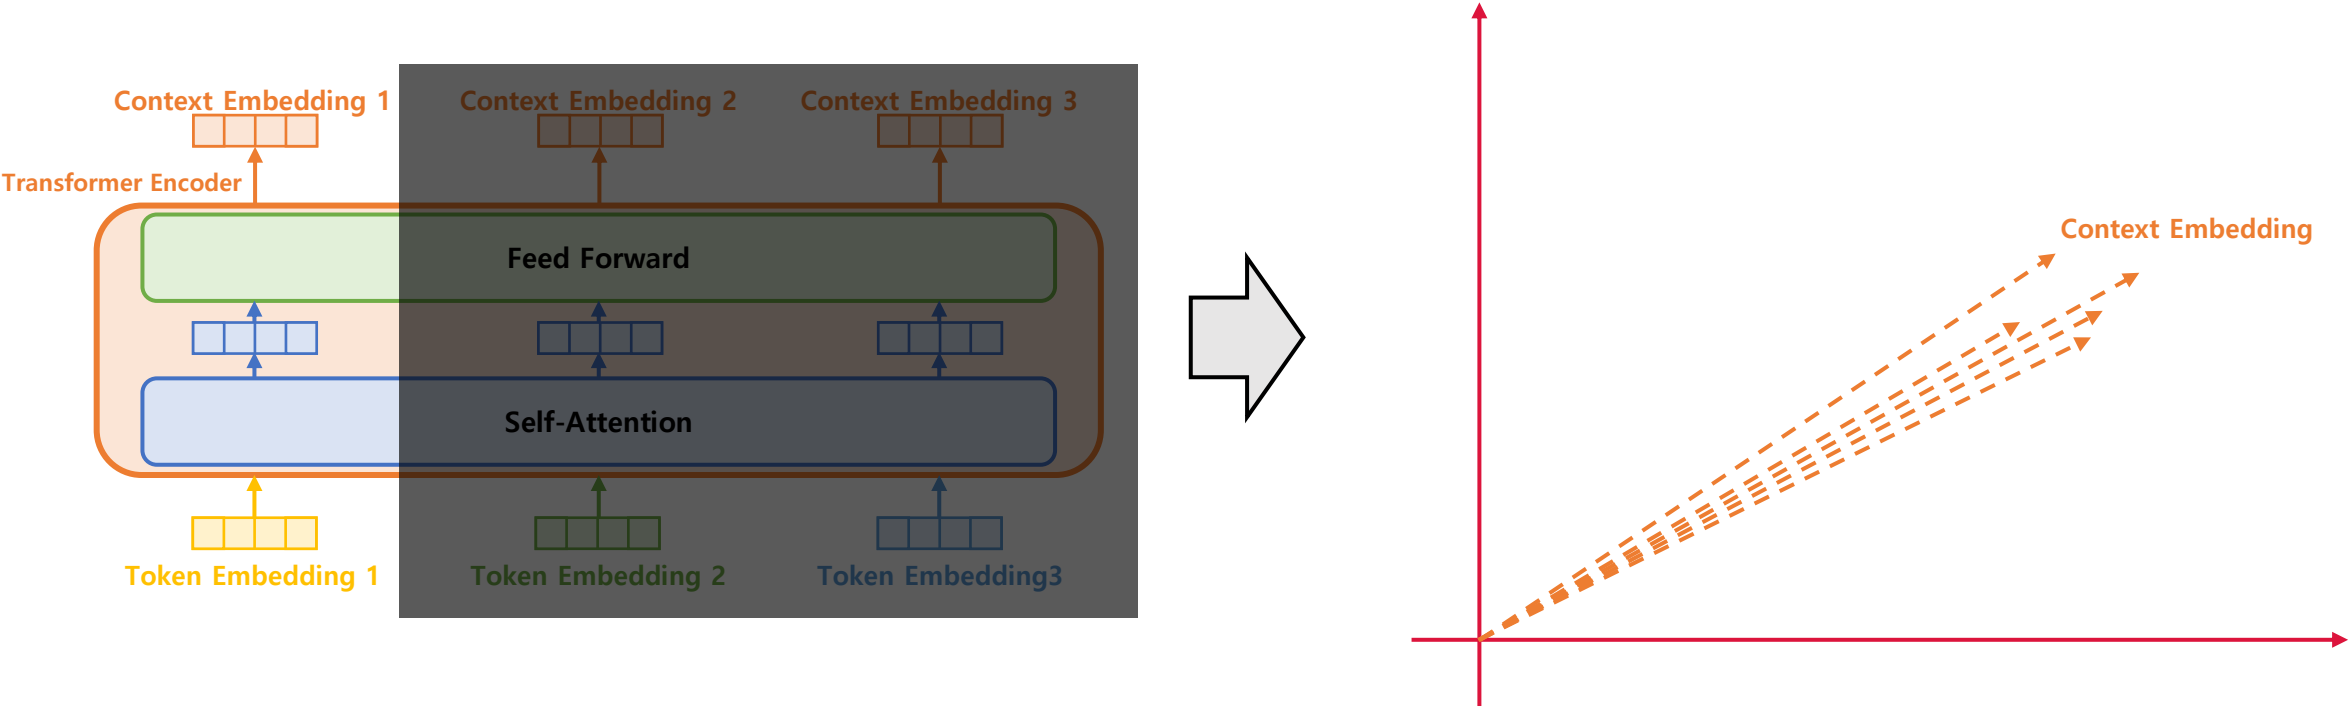 Context Embedding 1
Context Embedding 2
Context Embedding 3
Transformer Encoder
Feed Forward
Self-Attention
Token Embedding 1
Token Embedding 2
Token Embedding3
Context Embedding